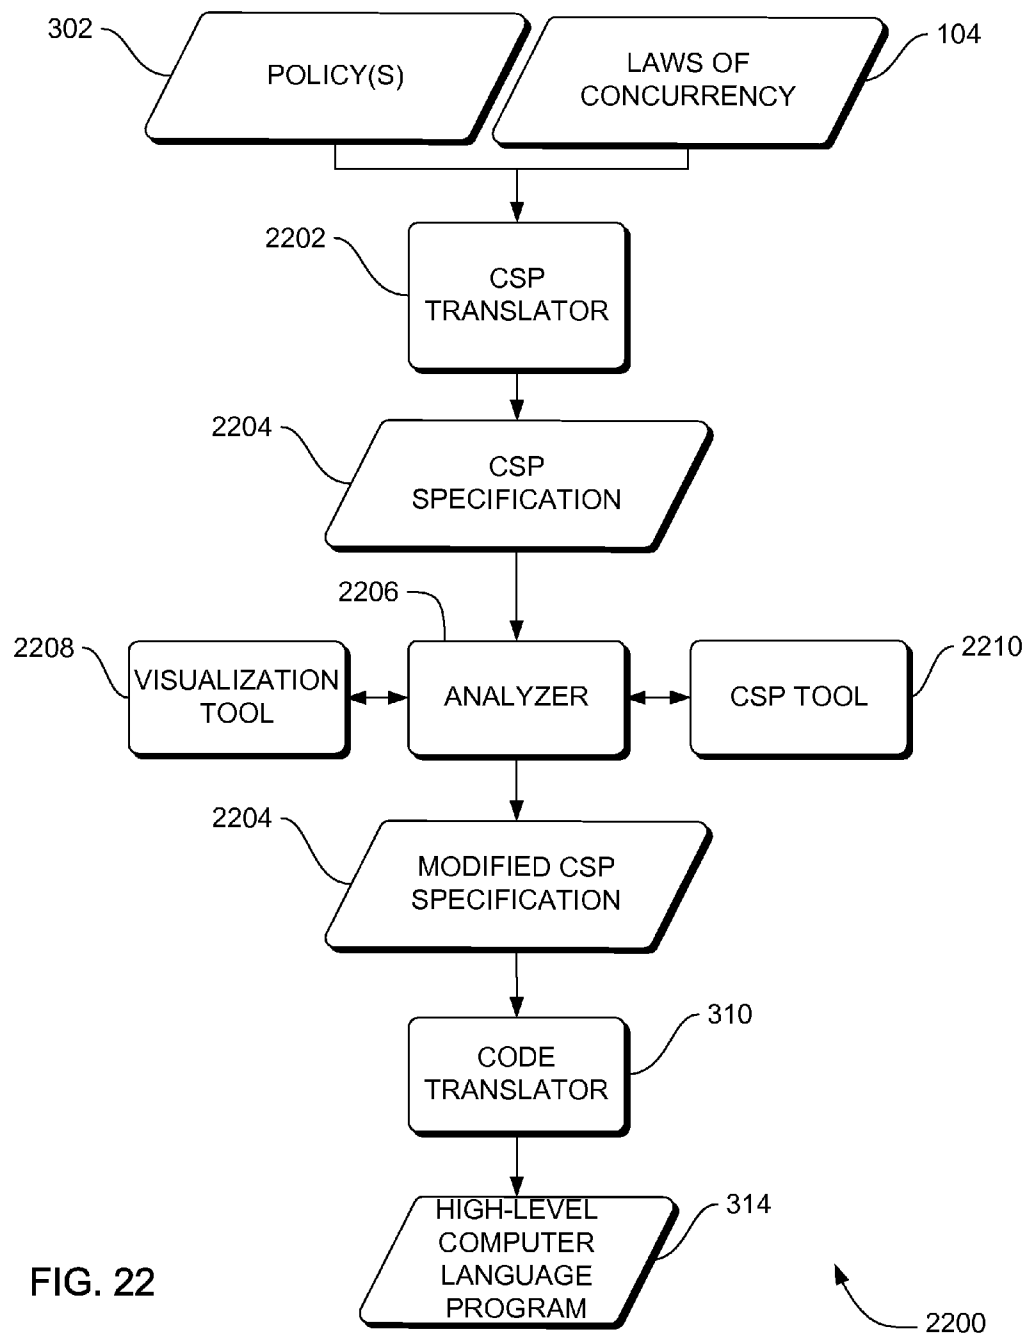 302
POLICY(S)
LAWS OF
CONCURRENCY
104
2202
CSP
TRANSLATOR
2204
CSP
SPECIFICATION
2206
2208
VISUALIZATION
TOOL
ANALYZER
CSP TOOL
2210
2204
MODIFIED CSP
SPECIFICATION
310
CODE
TRANSLATOR
314
HIGH-LEVEL
COMPUTER
LANGUAGE
PROGRAM
FIG. 22
2200